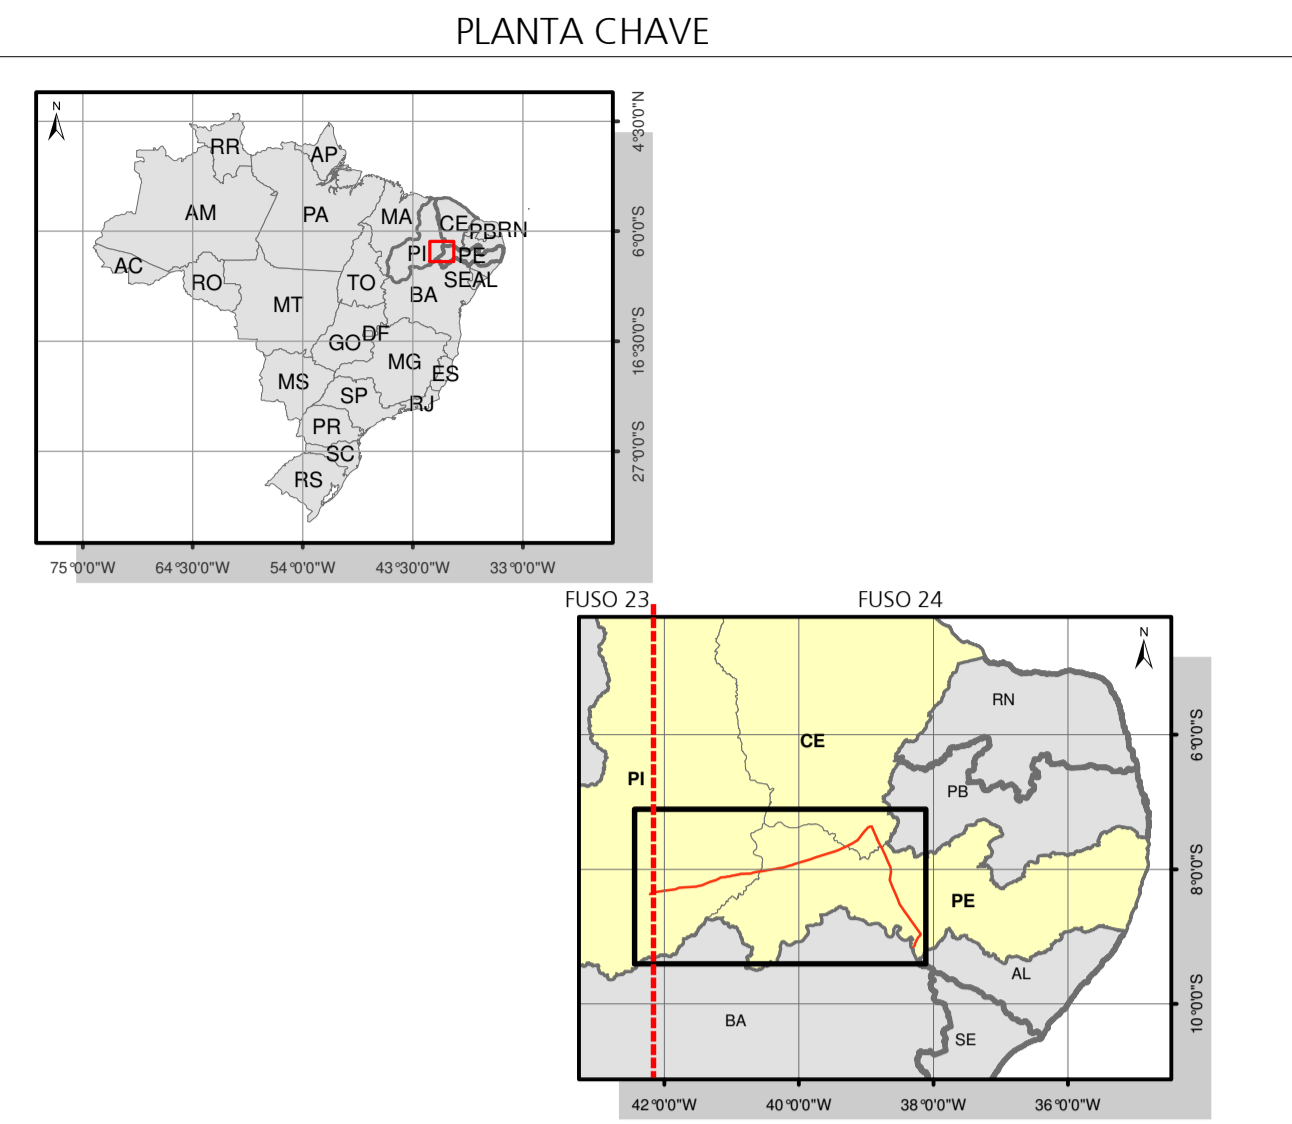 PLANTA CHAVE
N
4°30'0"N
RR
AP
AM
PA
MA
CE
PB
RN
6°0'0"S
PI
PE
AC
RO
TO
SE
AL
MT
BA
DF
GO
16°30'0"S
MG
MS
ES
SP
RJ
PR
SC
27°0'0"S
RS
75°0'0"W 64°30'0"W 54°0'0"W 43°30'0"W 33°0'0"W
FUSO 23 FUSO 24
N
RN
6°0'0"S
CE
PI
PB
8°0'0"S
PE
AL
10°0'0"S
BA
SE
42°0'0"W 40°0'0"W 38°0'0"W 36°0'0"W